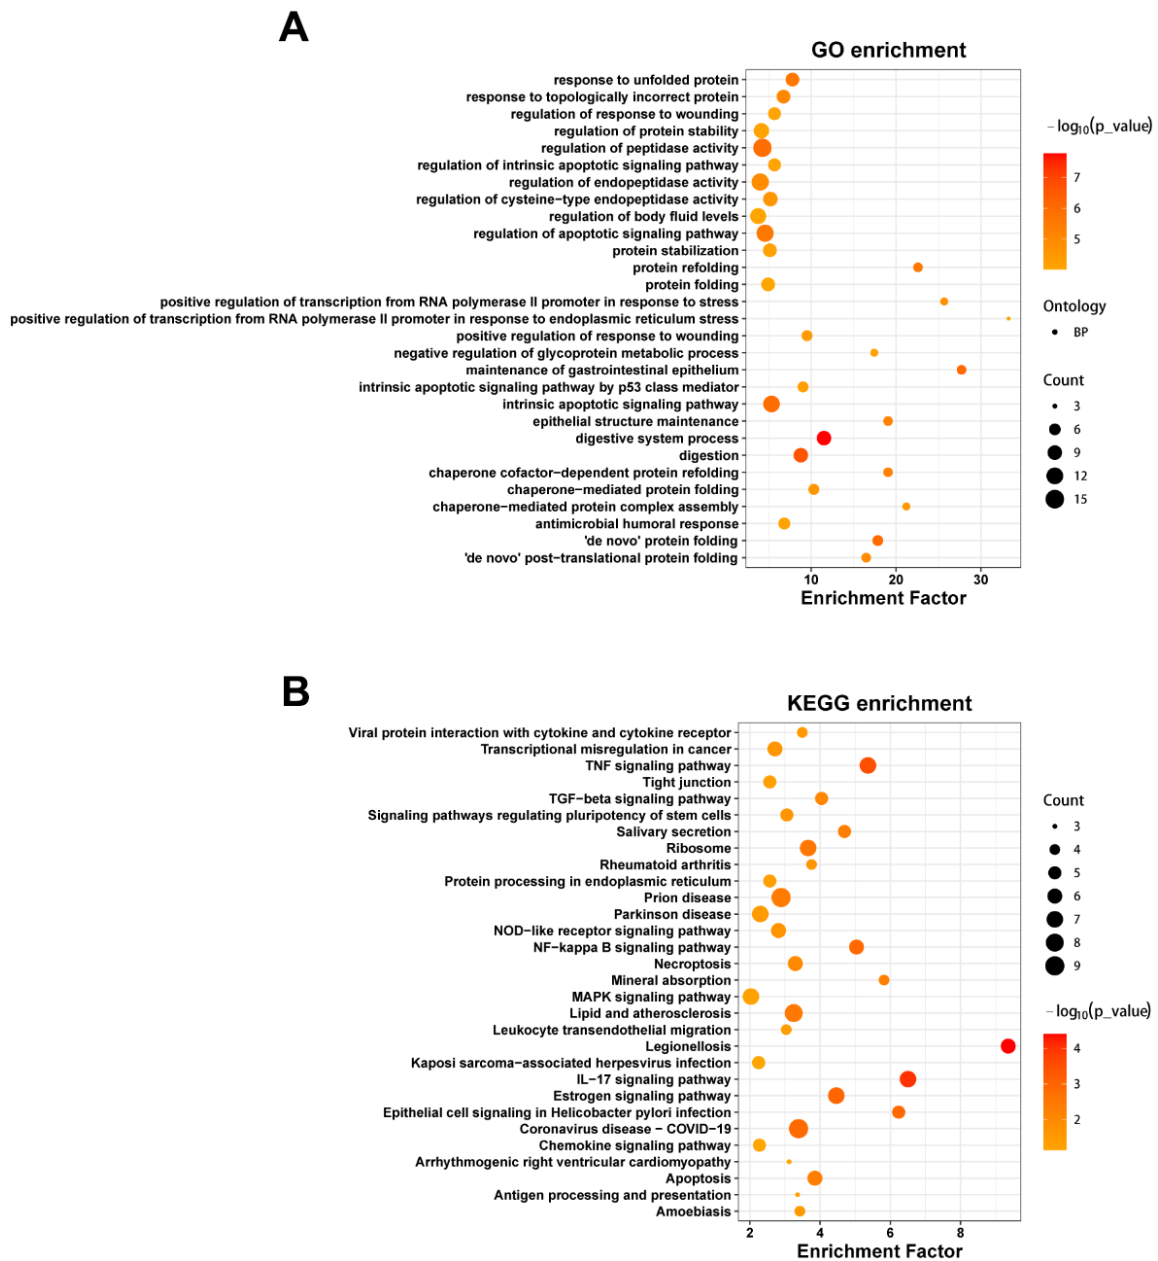 A
GO enrichment
response to unfolded protein
response to topologically incorrect protein
regulation of response to wounding
regulation of protein stability
regulation of peptidase activity
regulation of intrinsic apoptotic signaling pathway
regulation of endopeptidase activity
regulation of cysteine−type endopeptidase activity
regulation of body fluid levels
regulation of apoptotic signaling pathway
protein stabilization
protein refolding
protein folding
positive regulation of transcription from RNA polymerase II promoter in response to stress
positive regulation of transcription from RNA polymerase II promoter in response to endoplasmic reticulum stress
positive regulation of response to wounding
negative regulation of glycoprotein metabolic process
maintenance of gastrointestinal epithelium
intrinsic apoptotic signaling pathway by p53 class mediator
intrinsic apoptotic signaling pathway
epithelial structure maintenance
digestive system process
digestion
chaperone cofactor−dependent protein refolding
chaperone−mediated protein folding
chaperone−mediated protein complex assembly
antimicrobial humoral response
'de novo' protein folding
'de novo' post−translational protein folding
10 20 30
Enrichment Factor
−log10(p_value)
7
6
5
Ontology
BP
Count
3
6
9
12
15
B
KEGG enrichment
Viral protein interaction with cytokine and cytokine receptor
Transcriptional misregulation in cancer
TNF signaling pathway
Tight junction
TGF−beta signaling pathway
Signaling pathways regulating pluripotency of stem cells
Salivary secretion
Ribosome
Rheumatoid arthritis
Protein processing in endoplasmic reticulum
Prion disease
Parkinson disease
NOD−like receptor signaling pathway
NF−kappa B signaling pathway
Necroptosis
Mineral absorption
MAPK signaling pathway
Lipid and atherosclerosis
Leukocyte transendothelial migration
Legionellosis
Kaposi sarcoma−associated herpesvirus infection
IL−17 signaling pathway
Estrogen signaling pathway
Epithelial cell signaling in Helicobacter pylori infection
Coronavirus disease − COVID−19
Chemokine signaling pathway
Arrhythmogenic right ventricular cardiomyopathy
Apoptosis
Antigen processing and presentation
Amoebiasis
2 4 6 8
Enrichment Factor
Count
3
4
5
6
7
8
9
−log10(p_value)
4
3
2